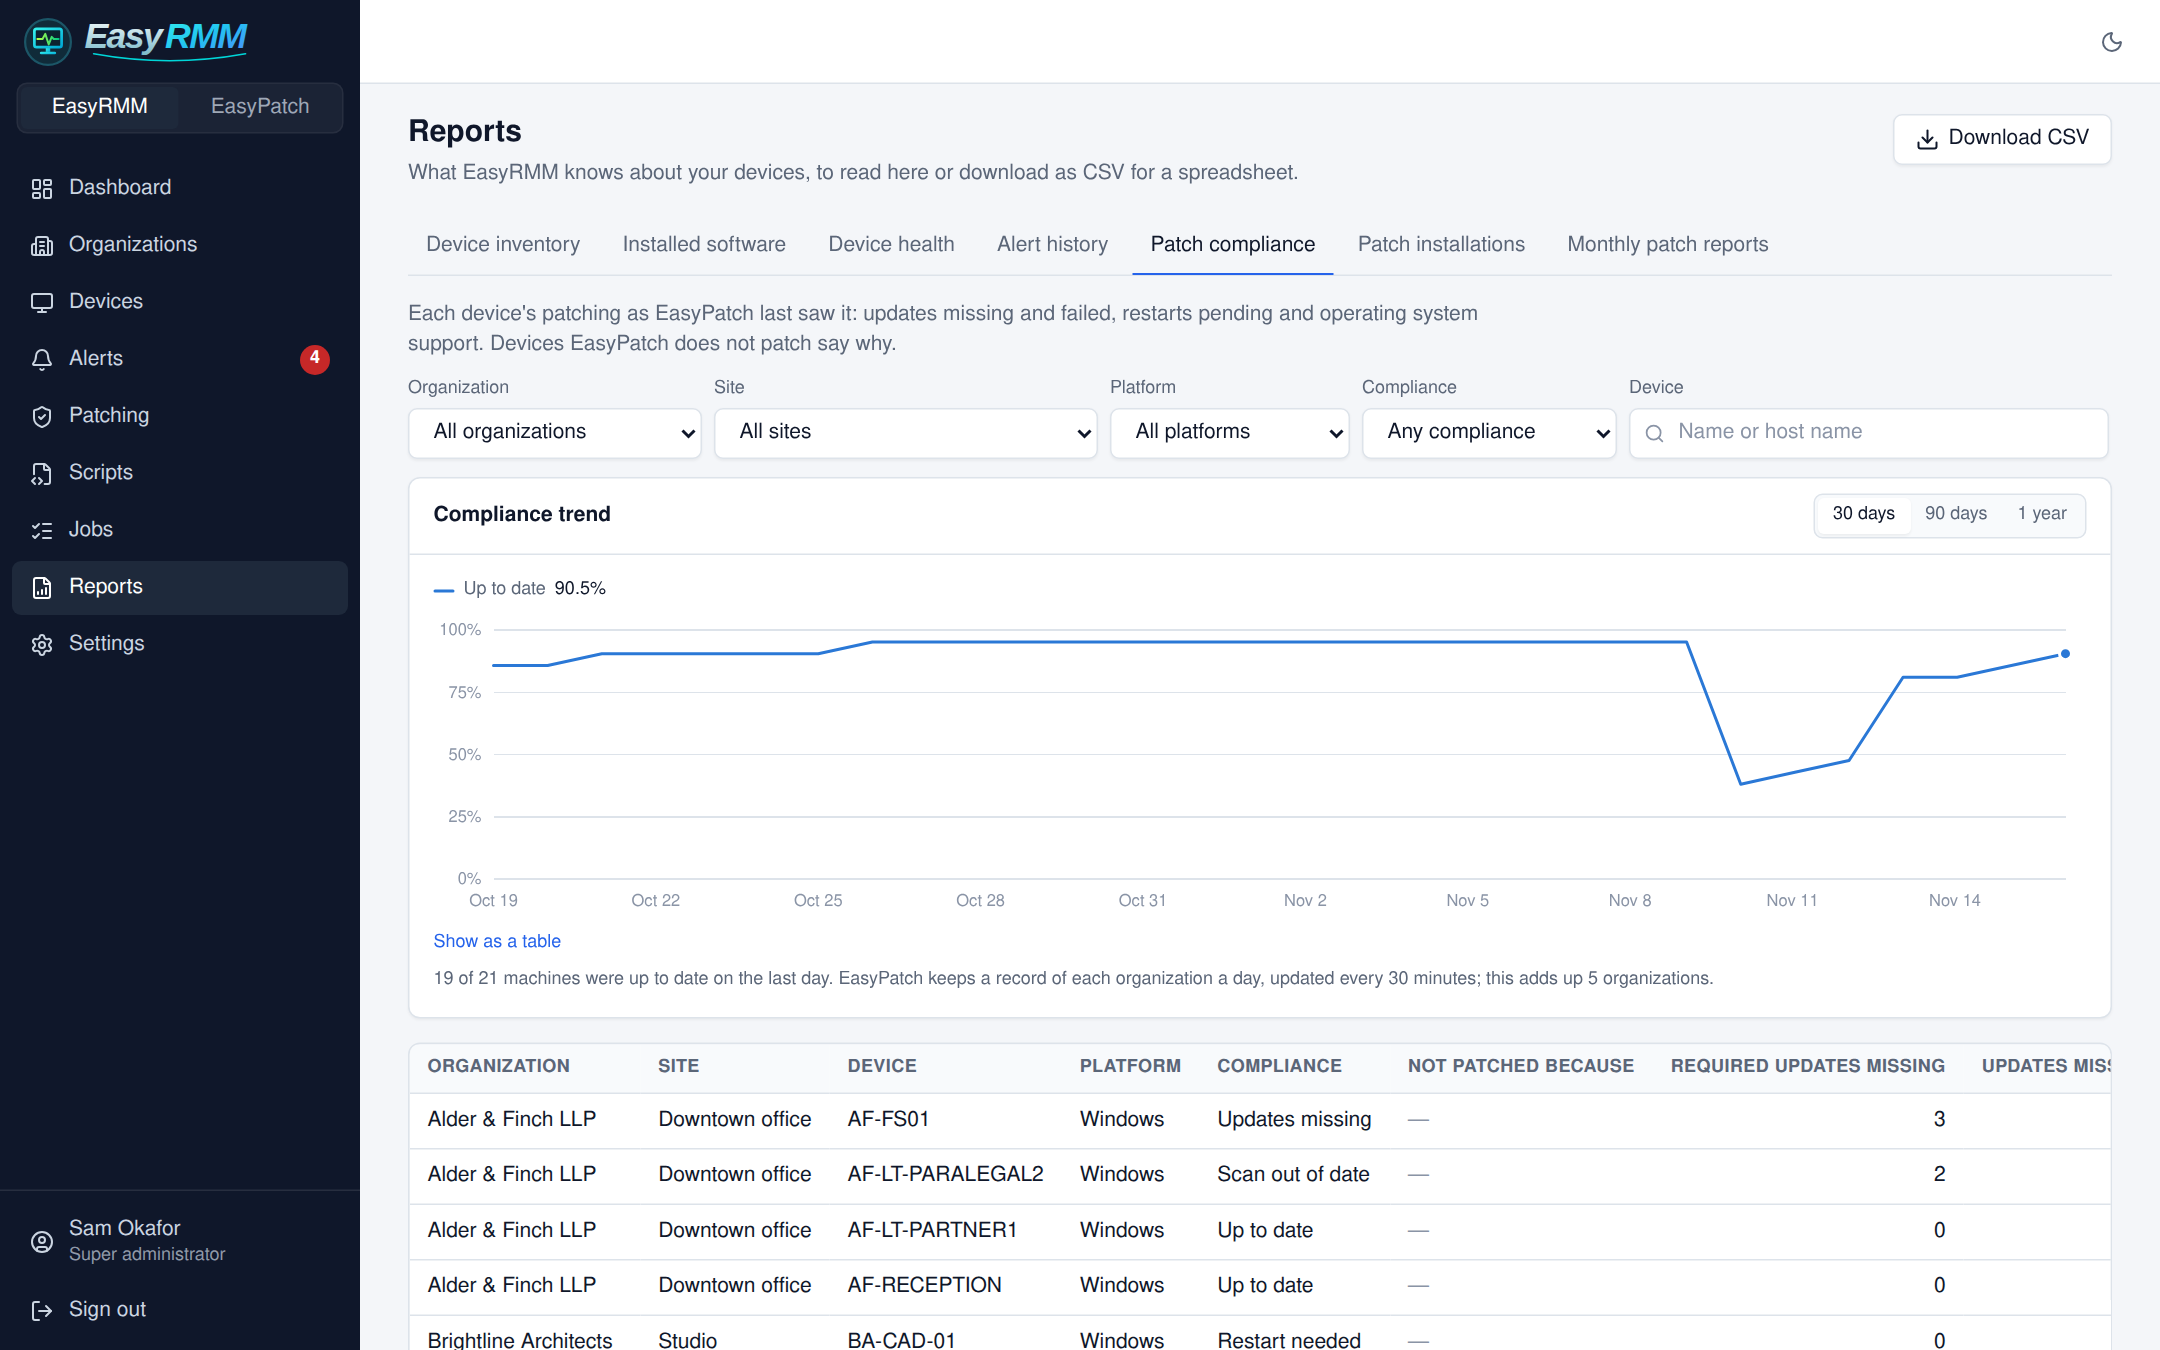 EasyRMM
EasyRMM EasyPatch
Dashboard
Organizations
Devices
Alerts 4
Patching
Scripts
Jobs
Reports
Settings
Sam Okafor
Super administrator
Sign out
Reports
What EasyRMM knows about your devices, to read here or download as CSV for a spreadsheet.
Download CSV
Device inventory Installed software Device health Alert history Patch compliance Patch installations Monthly patch reports
Each device's patching as EasyPatch last saw it: updates missing and failed, restarts pending and operating system
support. Devices EasyPatch does not patch say why.
Organization Site Platform Compliance Device
All organizations All sites All platforms Any compliance Name or host name
Compliance trend 30 days 90 days 1 year
Up to date 90.5%
100%
75%
50%
25%
0%
Oct 19 Oct 22 Oct 25 Oct 28 Oct 31 Nov 2 Nov 5 Nov 8 Nov 11 Nov 14
Show as a table
19 of 21 machines were up to date on the last day. EasyPatch keeps a record of each organization a day, updated every 30 minutes; this adds up 5 organizations.
ORGANIZATION SITE DEVICE PLATFORM COMPLIANCE NOT PATCHED BECAUSE REQUIRED UPDATES MISSING UPDATES MISS
Alder & Finch LLP Downtown office AF-FS01 Windows Updates missing — 3
Alder & Finch LLP Downtown office AF-LT-PARALEGAL2 Windows Scan out of date — 2
Alder & Finch LLP Downtown office AF-LT-PARTNER1 Windows Up to date — 0
Alder & Finch LLP Downtown office AF-RECEPTION Windows Up to date — 0
Brightline Architects Studio BA-CAD-01 Windows Restart needed — 0